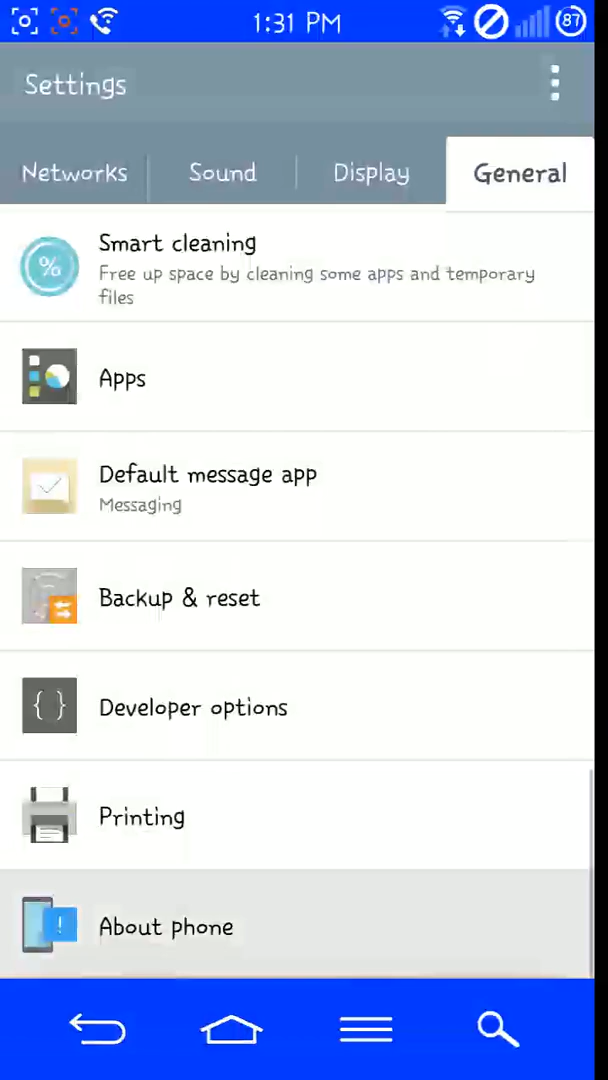 1:31 PM
87
Settings
Networks
Sound
Display
General
%
Smart cleaning
Free up space by cleaning some apps and temporary
files
Apps
Default message app
Messaging
Backup & reset
{ }
Developer options
Printing
!
About phone